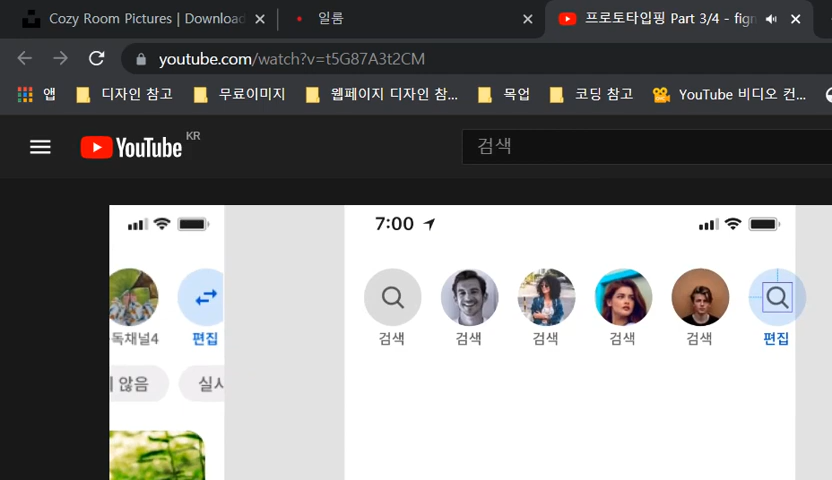 Cozy Room Pictures | Download
일룸
프로토타이핑 Part 3/4 - figm
youtube.com/watch?v=t5G87A3t2CM
앱 디자인 참고 무료이미지 웹페이지 디자인 참... 목업 코딩 참고 YouTube 비디오 컨...
YouTube KR
검색
7:00
독채널4 편집
검색 검색 검색 검색 검색 편집
않음 실시